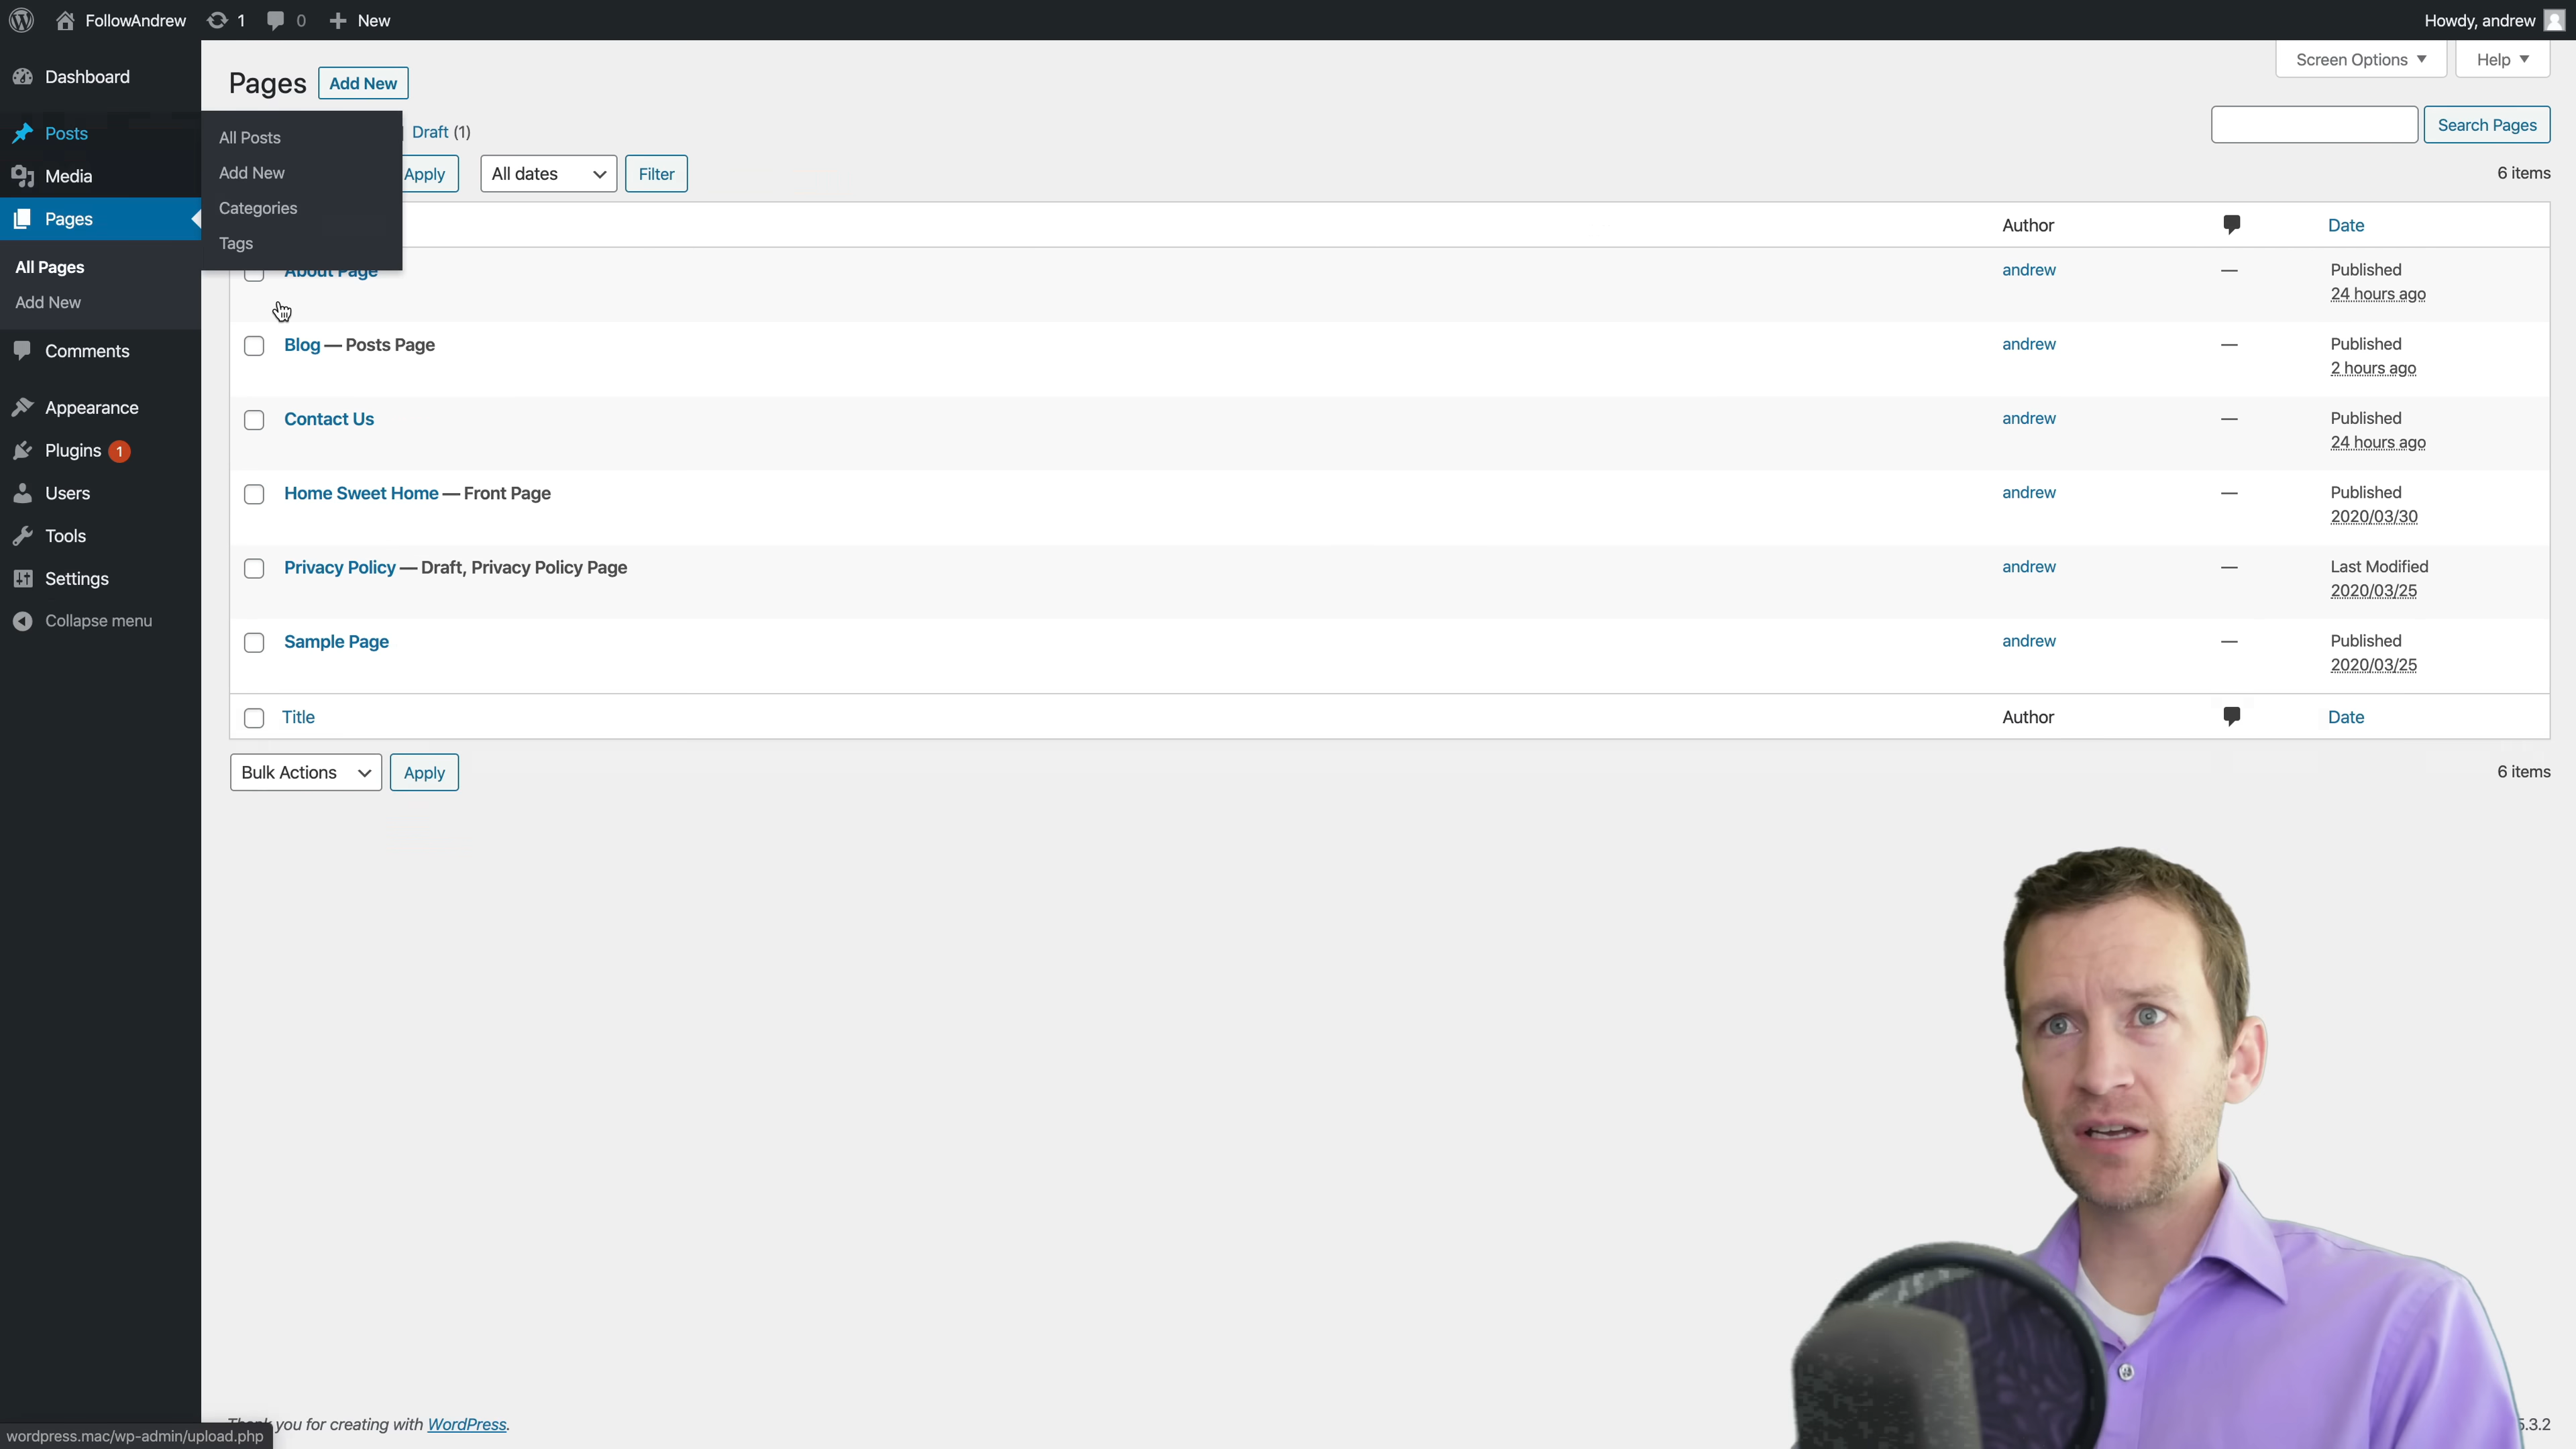 FollowAndrew 1 0 New Howdy, andrew
Dashboard
Posts
Media
Pages
All Pages
Add New
Comments
Appearance
Plugins 1
Users
Tools
Settings
Collapse menu
All Posts
Add New
Categories
Tags
Screen Options Help
Pages Add New
Draft (1)
Search Pages
Apply All dates Filter 6 items
Author Date
About Page andrew — Published
24 hours ago
Blog — Posts Page andrew — Published
2 hours ago
Contact Us andrew — Published
24 hours ago
Home Sweet Home — Front Page andrew — Published
2020/03/30
Privacy Policy — Draft, Privacy Policy Page andrew — Last Modified
2020/03/25
Sample Page andrew — Published
2020/03/25
Title Author Date
Bulk Actions Apply 6 items
you for creating with WordPress. 5.3.2
wordpress.mac/wp-admin/upload.php